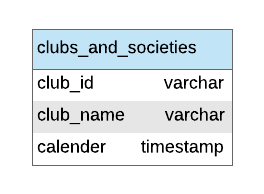 clubs_and_societies
club_id varchar
club_name varchar
calender timestamp